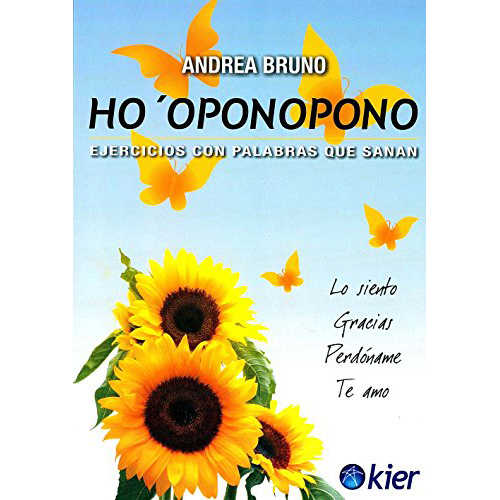 ANDREA BRUNO
HO ´OPONOPONO
EJERCICIOS CON PALABRAS QUE SANAN
Lo siento
Gracias
Perdóname
Te amo
kier